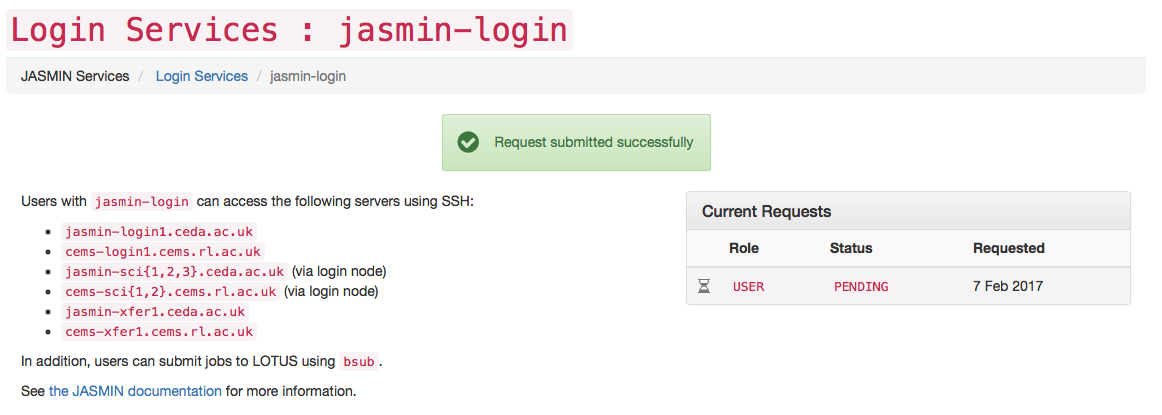 Login Services : jasmin-login
JASMIN Services / Login Services / jasmin-login
Request submitted successfully
Users with jasmin-login can access the following servers using SSH:
• jasmin-login1.ceda.ac.uk
• cems-login1.cems.rl.ac.uk
• jasmin-sci{1,2,3}.ceda.ac.uk (via login node)
• cems-sci{1,2}.cems.rl.ac.uk (via login node)
• jasmin-xfer1.ceda.ac.uk
• cems-xfer1.cems.rl.ac.uk
In addition, users can submit jobs to LOTUS using bsub.
See the JASMIN documentation for more information.
Current Requests
Role Status Requested
USER PENDING 7 Feb 2017